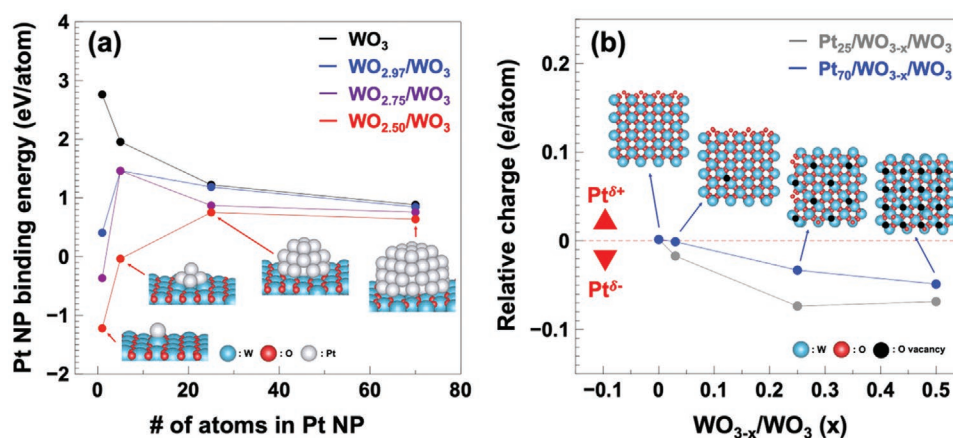 (a)
WO₃
WO₂.₉₇/WO₃
WO₂.₇₅/WO₃
WO₂.₅₀/WO₃
Pt NP binding energy (eV/atom)
4
3
2
1
0
−1
−2
: W : O : Pt
0 20 40 60 80
# of atoms in Pt NP
(b)
Pt₂₅/WO₃₋ₓ/WO₃
Pt₇₀/WO₃₋ₓ/WO₃
Relative charge (e/atom)
0.2
0.1
0
−0.1
Ptᵟ⁺
Ptᵟ⁻
: W : O : O vacancy
−0.1 0 0.1 0.2 0.3 0.4 0.5
WO₃₋ₓ/WO₃ (x)